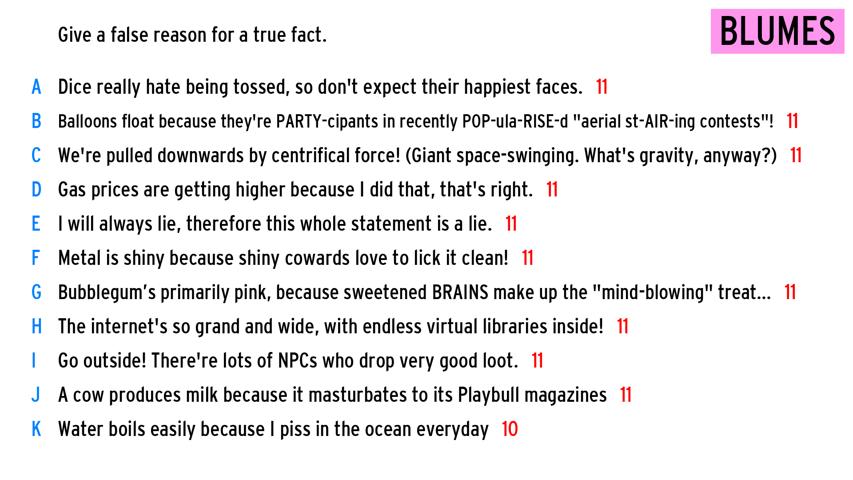 Give a false reason for a true fact.
BLUMES
A Dice really hate being tossed, so don't expect their happiest faces. 11
B Balloons float because they're PARTY-cipants in recently POP-ula-RISE-d "aerial st-AIR-ing contests"! 11
C We're pulled downwards by centrifical force! (Giant space-swinging. What's gravity, anyway?) 11
D Gas prices are getting higher because I did that, that's right. 11
E I will always lie, therefore this whole statement is a lie. 11
F Metal is shiny because shiny cowards love to lick it clean! 11
G Bubblegum's primarily pink, because sweetened BRAINS make up the "mind-blowing" treat... 11
H The internet's so grand and wide, with endless virtual libraries inside! 11
I Go outside! There're lots of NPCs who drop very good loot. 11
J A cow produces milk because it masturbates to its Playbull magazines 11
K Water boils easily because I piss in the ocean everyday 10